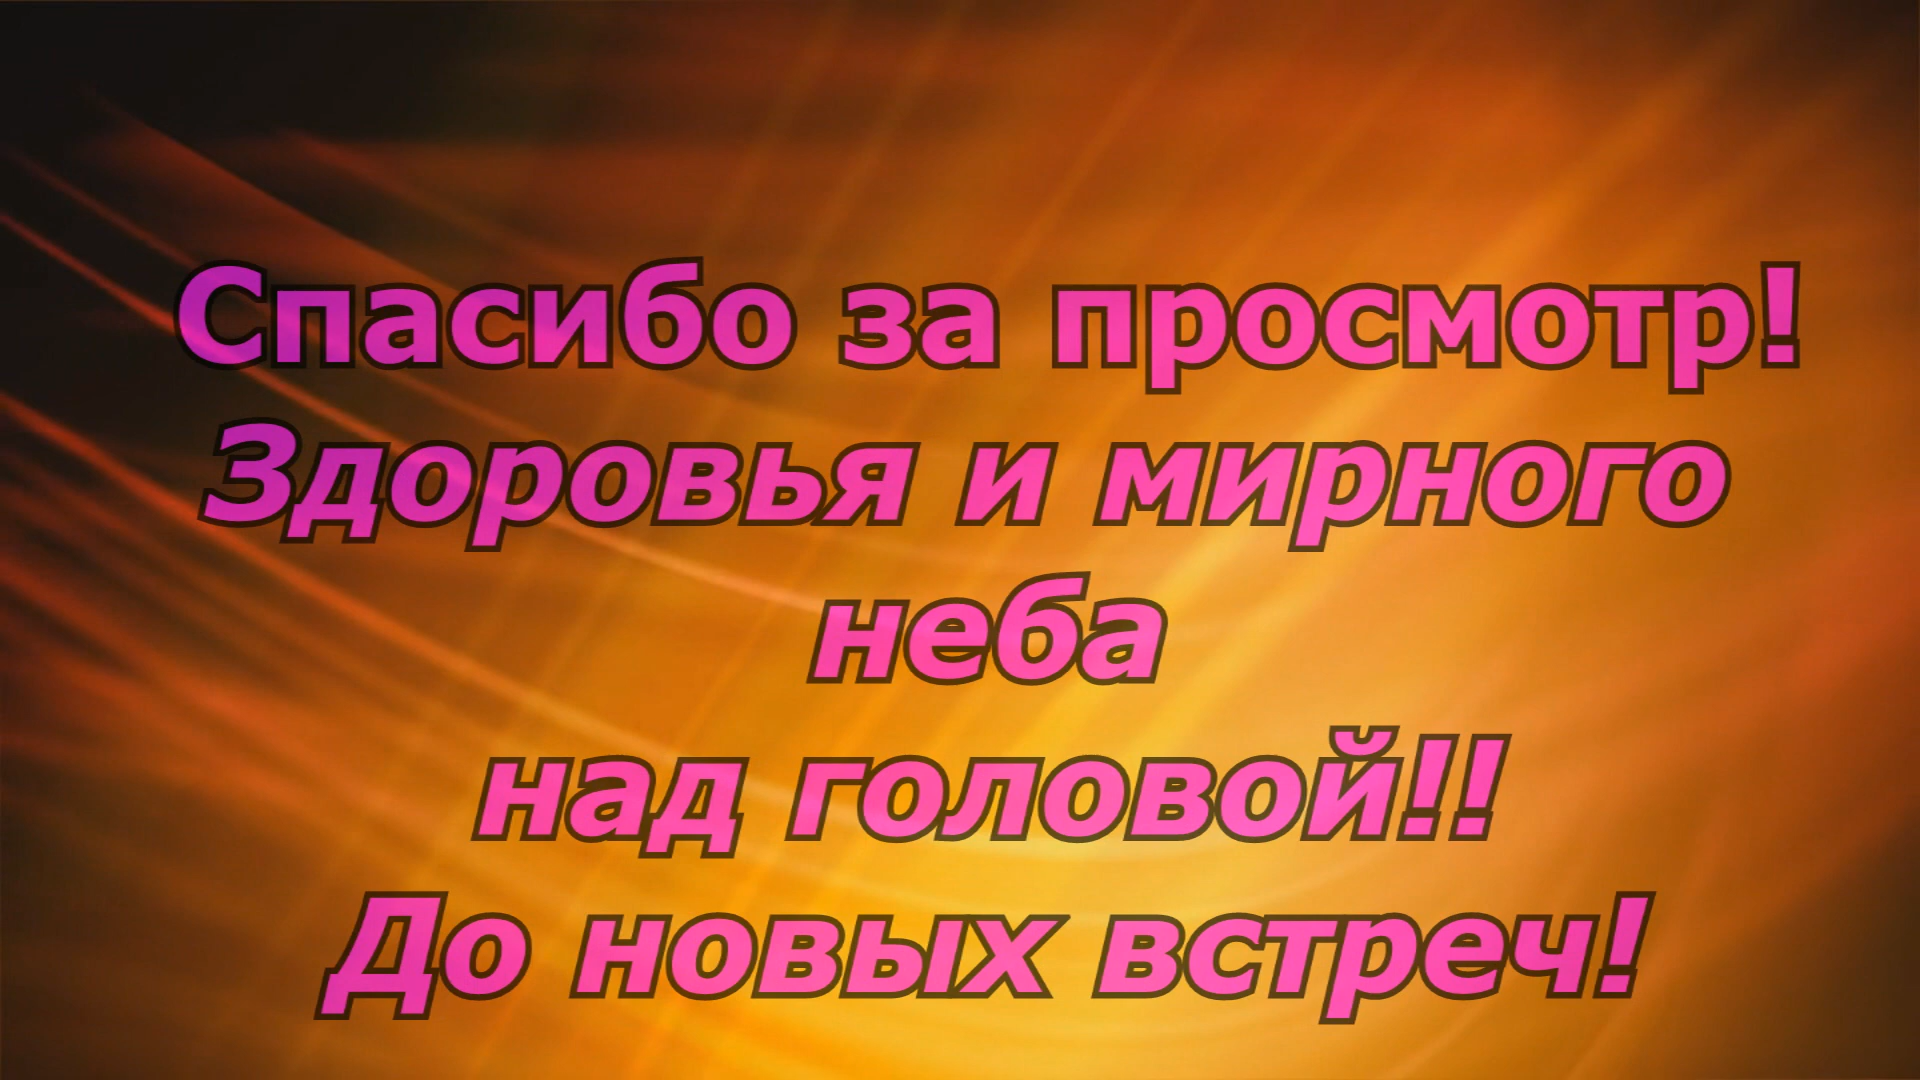 Спасибо за просмотр!
Здоровья и мирного
неба
над головой!!
До новых встреч!